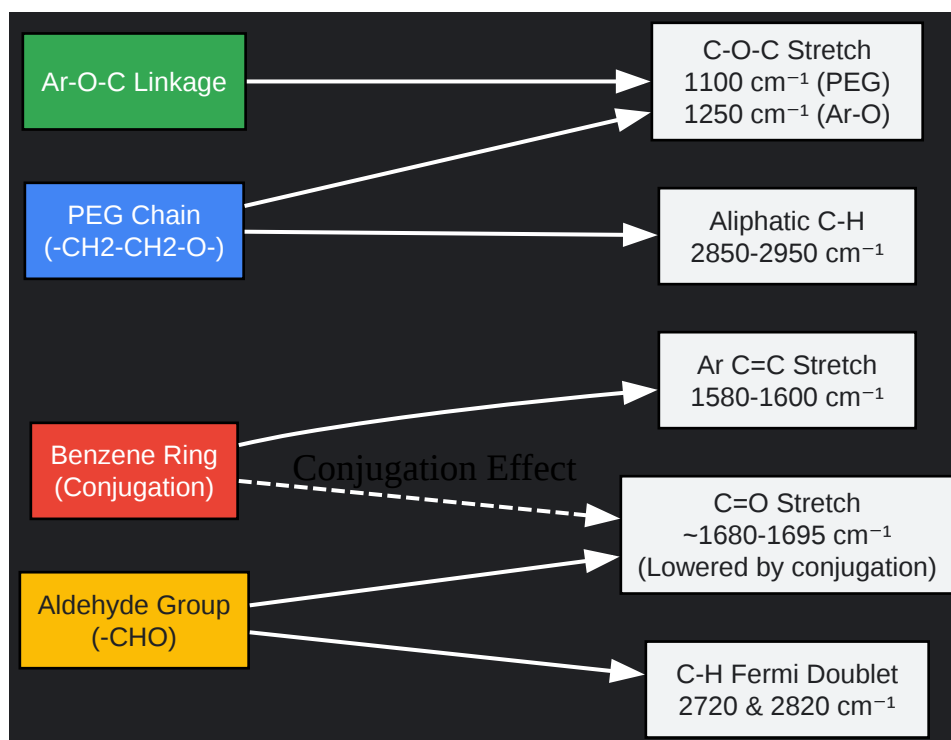 Ar-O-C Linkage
C-O-C Stretch
1100 cm⁻¹ (PEG)
1250 cm⁻¹ (Ar-O)
PEG Chain
(-CH2-CH2-O-)
Aliphatic C-H
2850-2950 cm⁻¹
Ar C=C Stretch
1580-1600 cm⁻¹
Benzene Ring
(Conjugation)
Conjugation Effect
C=O Stretch
~1680-1695 cm⁻¹
(Lowered by conjugation)
Aldehyde Group
(-CHO)
C-H Fermi Doublet
2720 & 2820 cm⁻¹